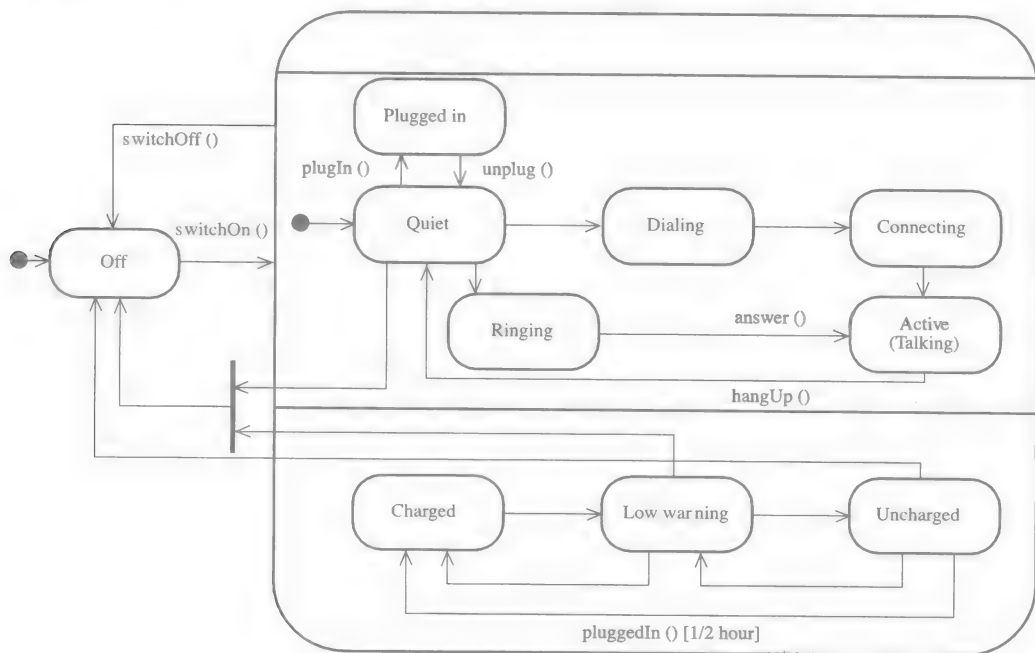 Plugged in
switchOff ()
plugIn ()
unplug ()
Quiet
Dialing
Connecting
switchOn ()
Off
Ringing
answer ()
Active
(Talking)
hangUp ()
Charged
Low warning
Uncharged
pluggedIn () [1/2 hour]